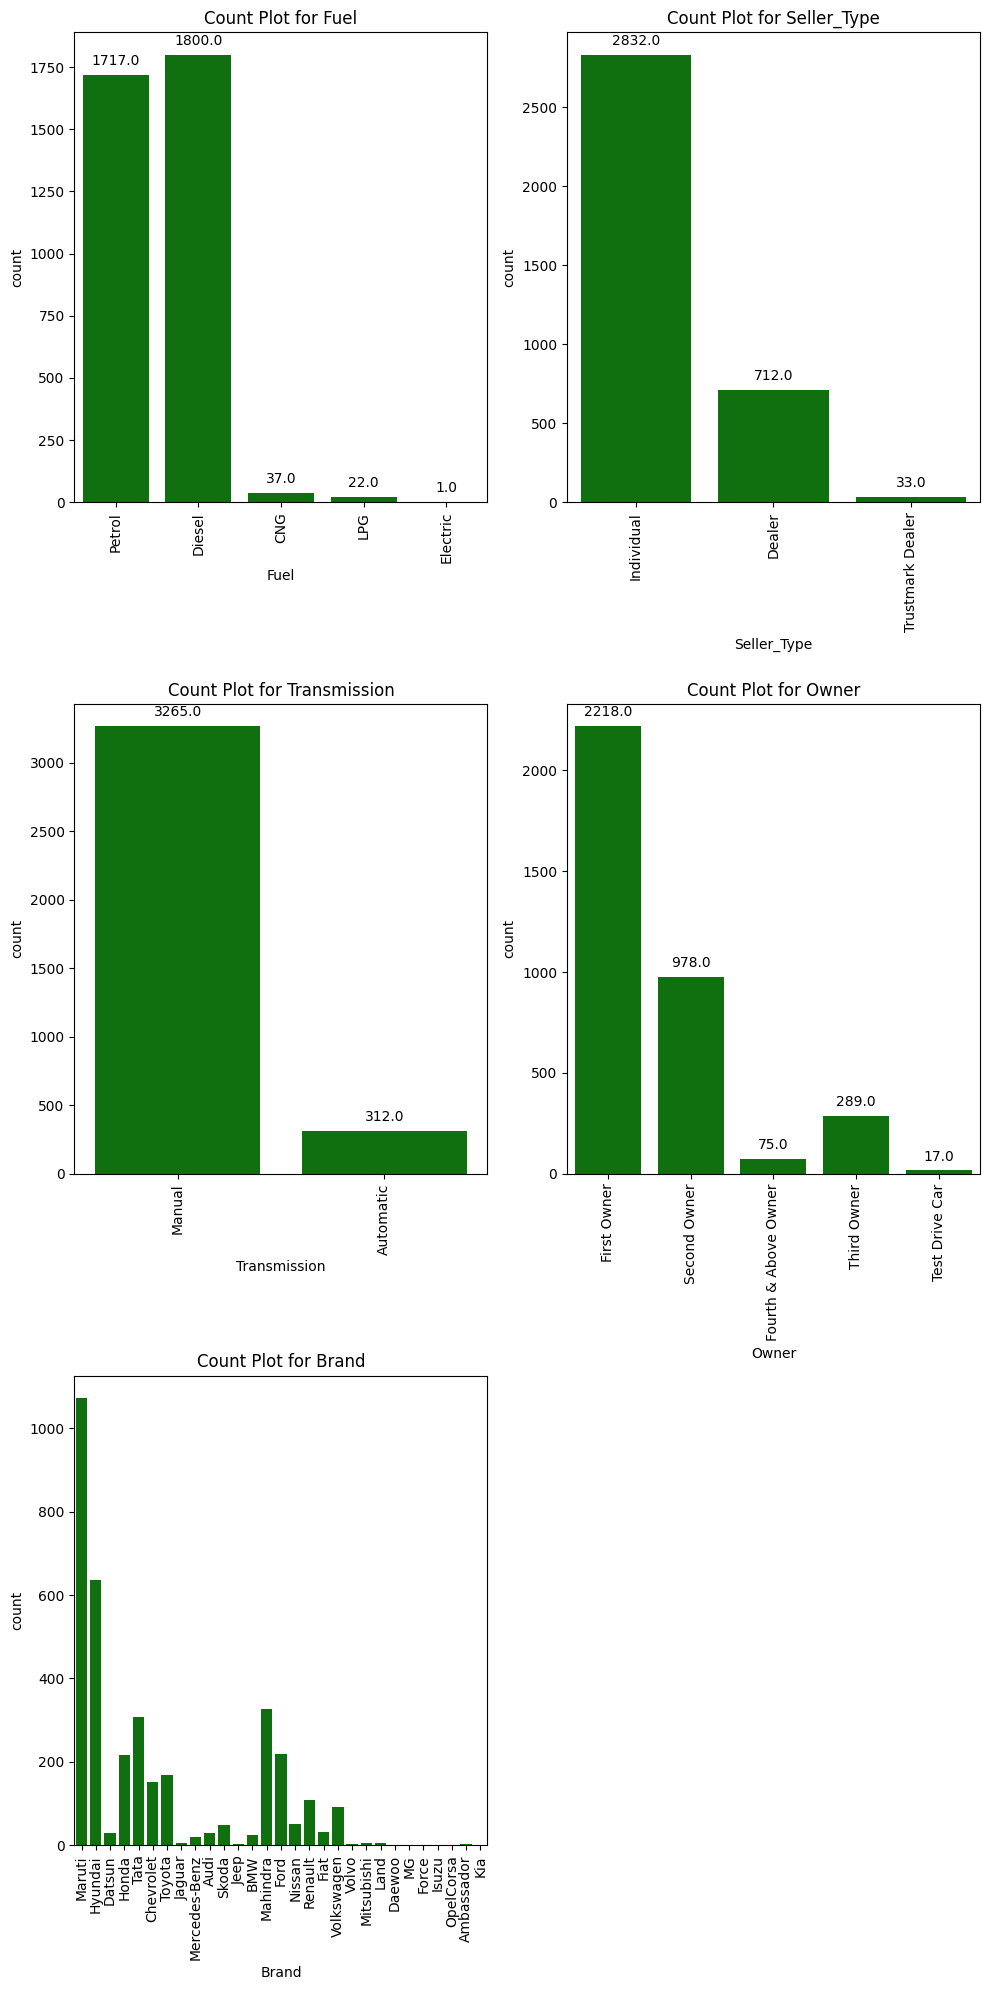 Count Plot for Fuel
1717.0
1800.0
37.0
22.0
1.0
1750
1500
1250
1000
750
500
250
0
count
Petrol
Diesel
CNG
LPG
Electric
Fuel
Count Plot for Seller_Type
2832.0
712.0
33.0
2500
2000
1500
1000
500
0
count
Individual
Dealer
Trustmark Dealer
Seller_Type
Count Plot for Transmission
3265.0
312.0
3000
2500
2000
1500
1000
500
0
count
Manual
Automatic
Transmission
Count Plot for Owner
2218.0
978.0
75.0
289.0
17.0
2000
1500
1000
500
0
count
First Owner
Second Owner
Fourth & Above Owner
Third Owner
Test Drive Car
Owner
Count Plot for Brand
1000
800
600
400
200
0
count
Maruti
Hyundai
Datsun
Honda
Tata
Chevrolet
Toyota
Jaguar
Mercedes-Benz
Audi
Skoda
Jeep
BMW
Mahindra
Ford
Nissan
Renault
Fiat
Volkswagen
Volvo
Mitsubishi
Land
Daewoo
MG
Force
Isuzu
OpelCorsa
Ambassador
Kia
Brand